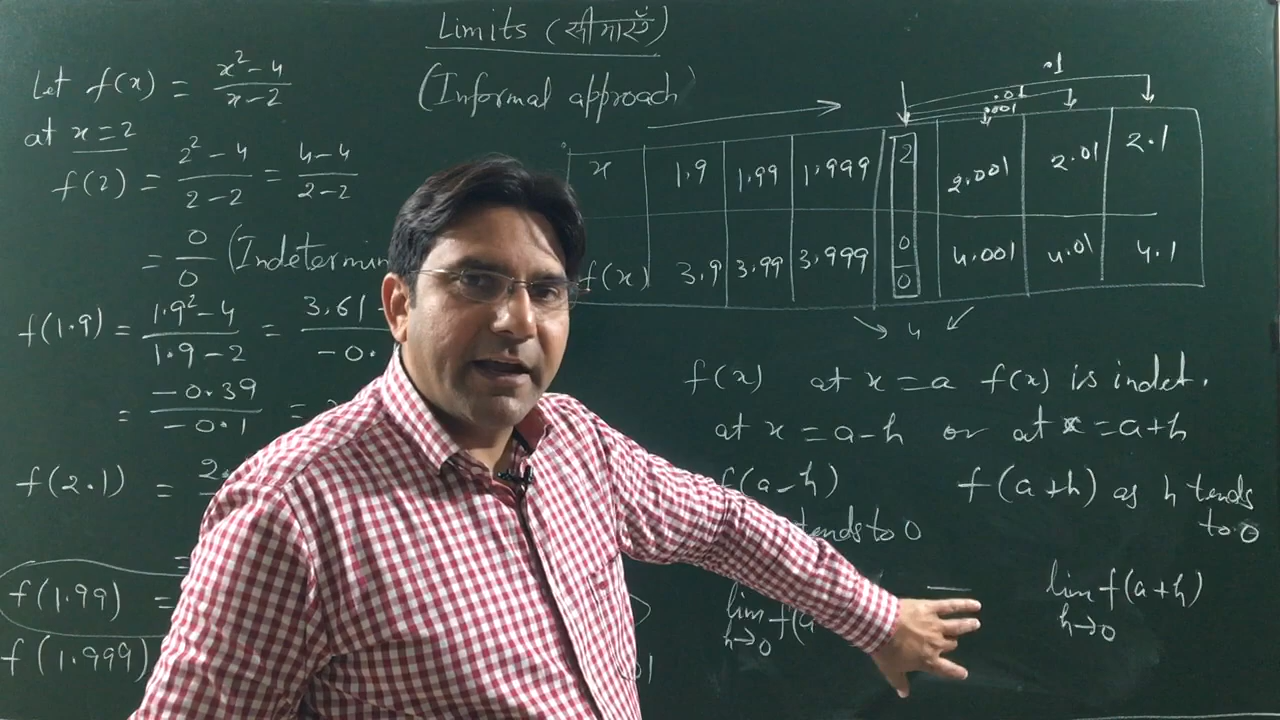 Limits (सीमाएँ)
(Informal approach)
Let f(x) = x² - 4 / x - 2
at x = 2
f(2) = 2² - 4 / 2 - 2 = 4 - 4 / 2 - 2
= 0 / 0 (Indetermin
f(1.9) = 1.9² - 4 / 1.9 - 2 = 3.61 - / -0.
= -0.39 / -0.1 =
f(2.1) = 2
=
f(1.99) =
f(1.999)
.1
.01
.001
x 1.9 1.99 1.999 2 2.001 2.01 2.1
f(x) 3.9 3.99 3.999 0/0 4.001 4.01 4.1
4
f(x) at x = a f(x) is indet.
at x = a - h or at x = a + h
f(a - h) f(a + h) as h tends
tends to 0 to 0
lim h→0 f(a lim h→0 f(a + h)